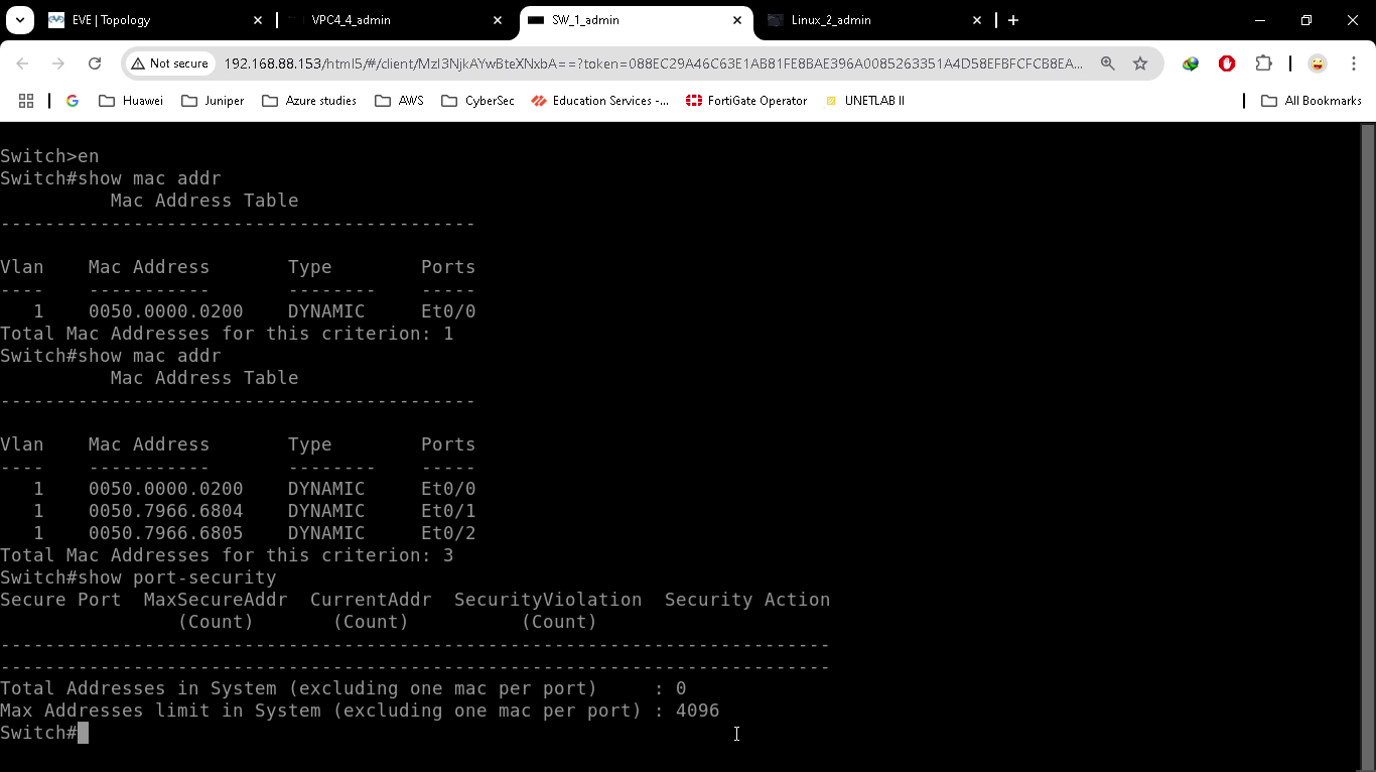 EVE | Topology
VPC4_4_admin
SW_1_admin
Linux_2_admin
Not secure
192.168.88.153/html5/#/client/MzI3NjkAYwBteXNxbA==?token=088EC29A46C63E1AB81FE8BAE396A0085263351A4D58EFBFCFCB8EA...
Huawei
Juniper
Azure studies
AWS
CyberSec
Education Services -...
FortiGate Operator
UNETLAB II
All Bookmarks
Switch>en
Switch#show mac addr
Mac Address Table
-------------------------------------------
Vlan    Mac Address       Type        Ports
----    -----------       --------    -----
1    0050.0000.0200    DYNAMIC     Et0/0
Total Mac Addresses for this criterion: 1
Switch#show mac addr
Mac Address Table
-------------------------------------------
Vlan    Mac Address       Type        Ports
----    -----------       --------    -----
1    0050.0000.0200    DYNAMIC     Et0/0
1    0050.7966.6804    DYNAMIC     Et0/1
1    0050.7966.6805    DYNAMIC     Et0/2
Total Mac Addresses for this criterion: 3
Switch#show port-security
Secure Port  MaxSecureAddr  CurrentAddr  SecurityViolation  Security Action
(Count)       (Count)          (Count)
---------------------------------------------------------------------------
---------------------------------------------------------------------------
Total Addresses in System (excluding one mac per port)     : 0
Max Addresses limit in System (excluding one mac per port) : 4096
Switch#